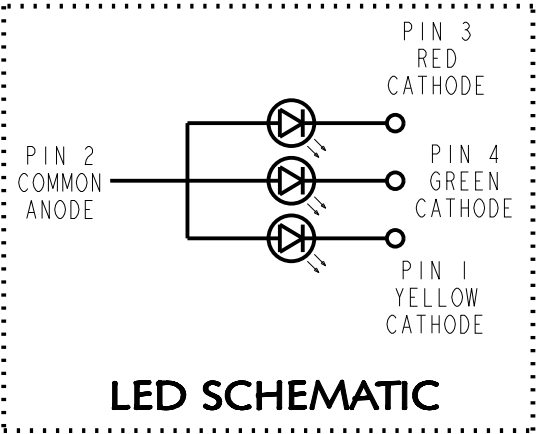 PIN 3
RED
CATHODE
PIN 2
COMMON
ANODE
PIN 4
GREEN
CATHODE
PIN 1
YELLOW
CATHODE
LED SCHEMATIC